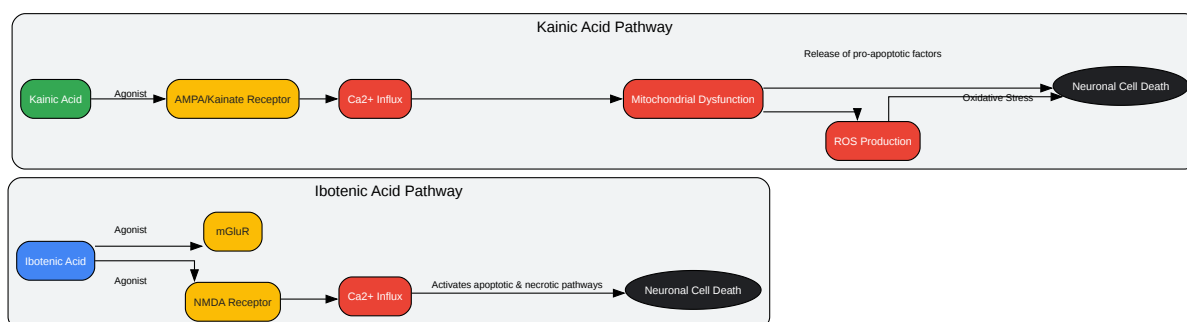 Kainic Acid Pathway
Release of pro-apoptotic factors
Kainic Acid
Agonist
AMPA/Kainate Receptor
Ca2+ Influx
Mitochondrial Dysfunction
Neuronal Cell Death
Oxidative Stress
ROS Production
Ibotenic Acid Pathway
Agonist
mGluR
Ibotenic Acid
Agonist
NMDA Receptor
Ca2+ Influx
Activates apoptotic & necrotic pathways
Neuronal Cell Death